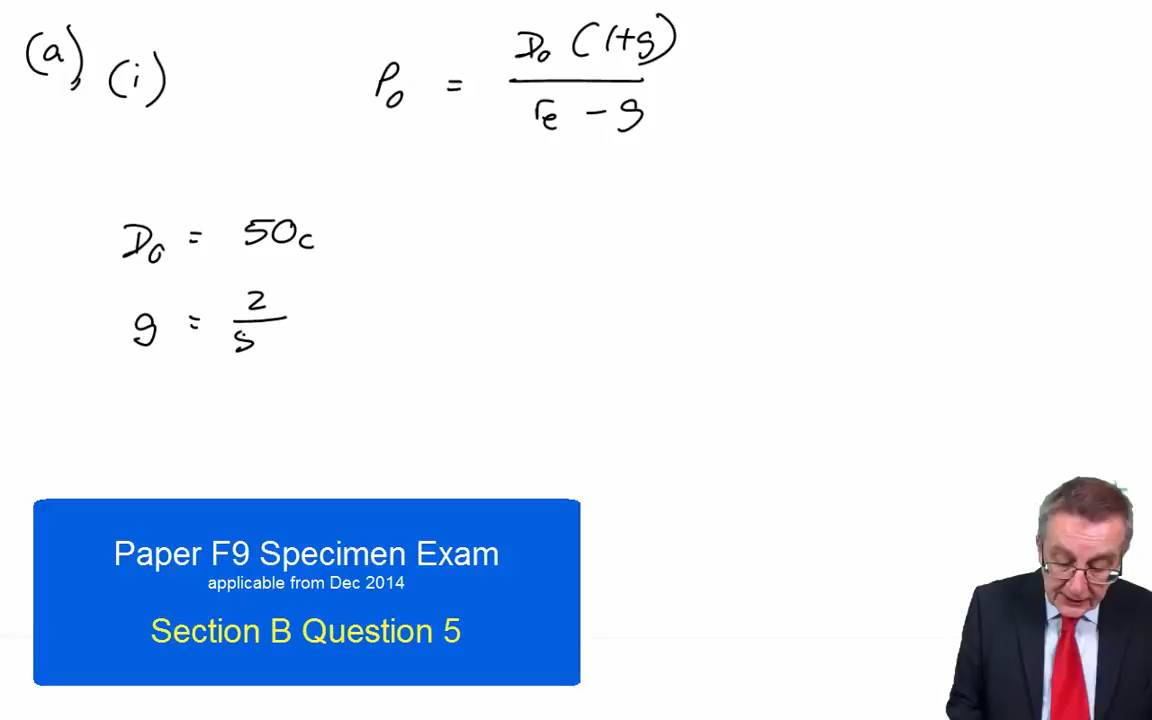 (a), (i) P₀ = D₀ (1+g) / rₑ - g
D₀ = 50c
g = 2 / 5
Paper F9 Specimen Exam
applicable from Dec 2014
Section B Question 5